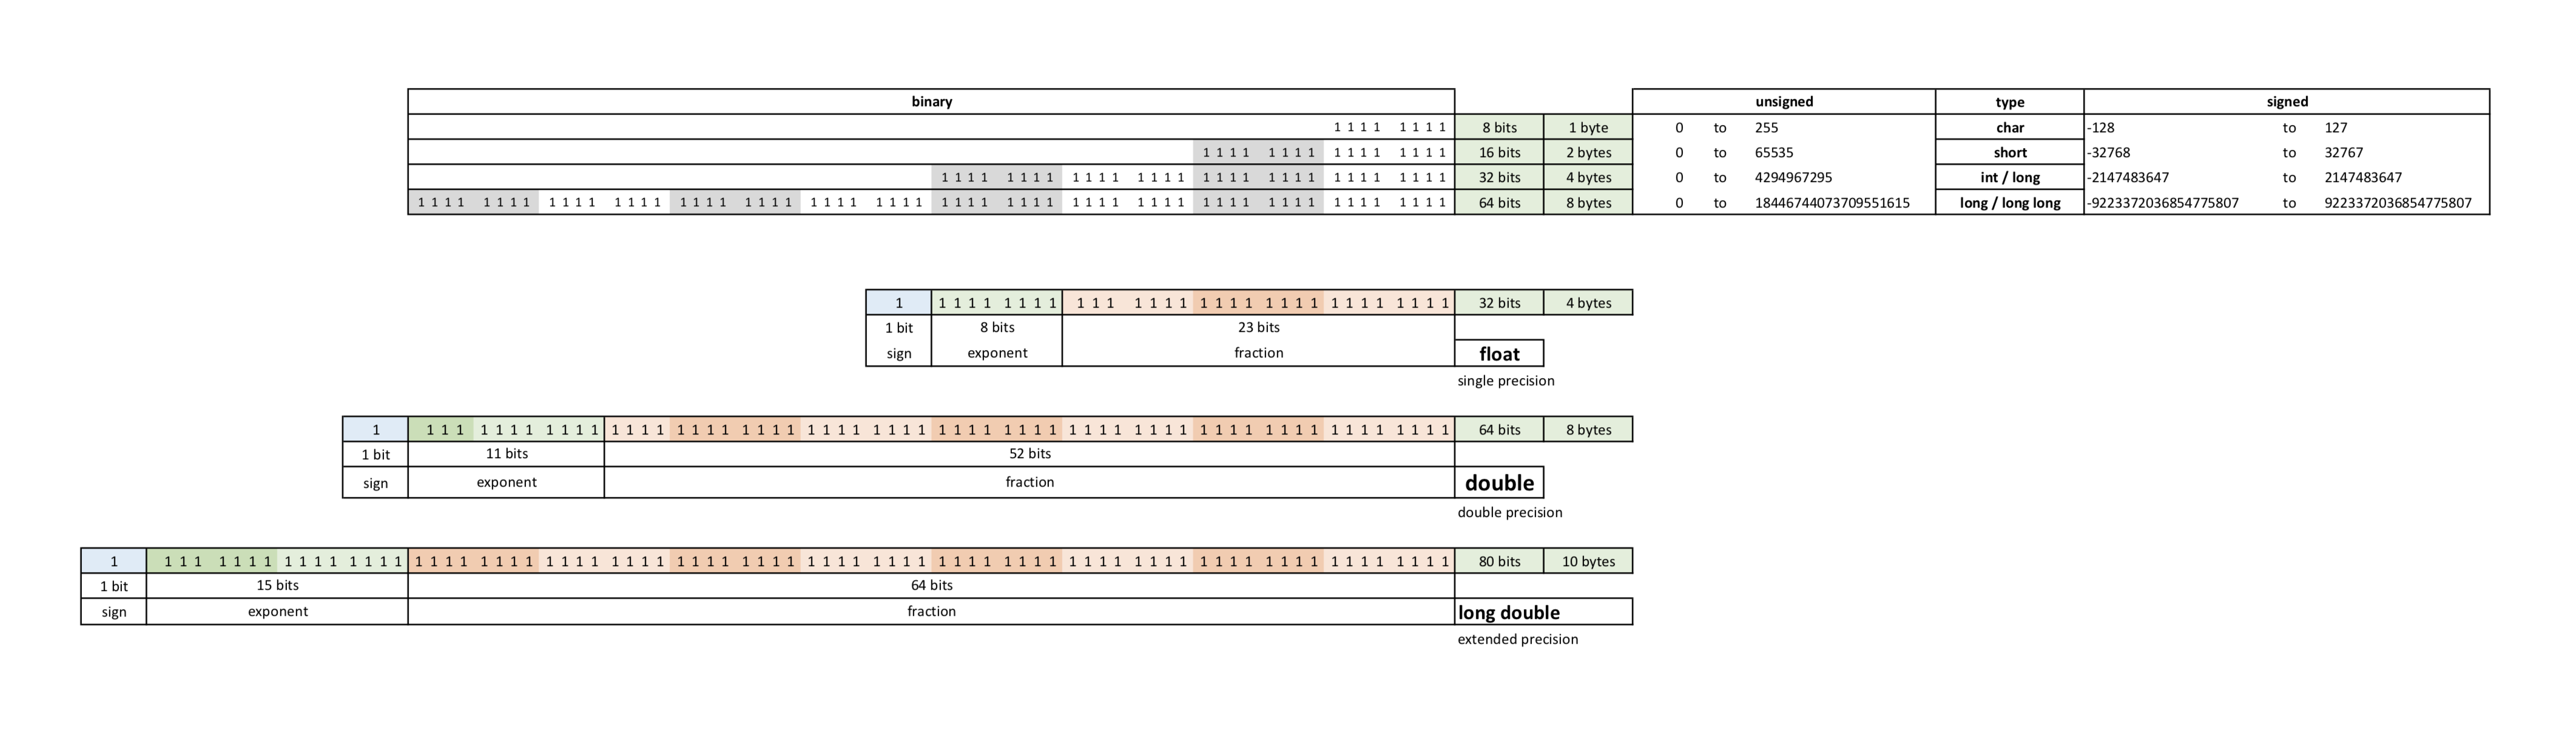 binary unsigned type signed
1 1 1 1 1 1 1 1 8 bits 1 byte 0 to 255 char -128 to 127
1 1 1 1 1 1 1 1 1 1 1 1 1 1 1 1 16 bits 2 bytes 0 to 65535 short -32768 to 32767
1 1 1 1 1 1 1 1 1 1 1 1 1 1 1 1 1 1 1 1 1 1 1 1 1 1 1 1 1 1 1 1 32 bits 4 bytes 0 to 4294967295 int / long -2147483647 to 2147483647
1 1 1 1 1 1 1 1 1 1 1 1 1 1 1 1 1 1 1 1 1 1 1 1 1 1 1 1 1 1 1 1 1 1 1 1 1 1 1 1 1 1 1 1 1 1 1 1 1 1 1 1 1 1 1 1 1 1 1 1 1 1 1 1 64 bits 8 bytes 0 to 18446744073709551615 long / long long -9223372036854775807 to 9223372036854775807
1 1 1 1 1 1 1 1 1 1 1 1 1 1 1 1 1 1 1 1 1 1 1 1 1 1 1 1 1 1 1 1 32 bits 4 bytes
1 bit 8 bits 23 bits
sign exponent fraction float
single precision
1 1 1 1 1 1 1 1 1 1 1 1 1 1 1 1 1 1 1 1 1 1 1 1 1 1 1 1 1 1 1 1 1 1 1 1 1 1 1 1 1 1 1 1 1 1 1 1 1 1 1 1 1 1 1 1 1 1 1 1 1 1 1 1 64 bits 8 bytes
1 bit 11 bits 52 bits
sign exponent fraction double
double precision
1 1 1 1 1 1 1 1 1 1 1 1 1 1 1 1 1 1 1 1 1 1 1 1 1 1 1 1 1 1 1 1 1 1 1 1 1 1 1 1 1 1 1 1 1 1 1 1 1 1 1 1 1 1 1 1 1 1 1 1 1 1 1 1 1 1 1 1 1 1 1 1 1 1 1 1 1 1 1 1 80 bits 10 bytes
1 bit 15 bits 64 bits
sign exponent fraction long double
extended precision